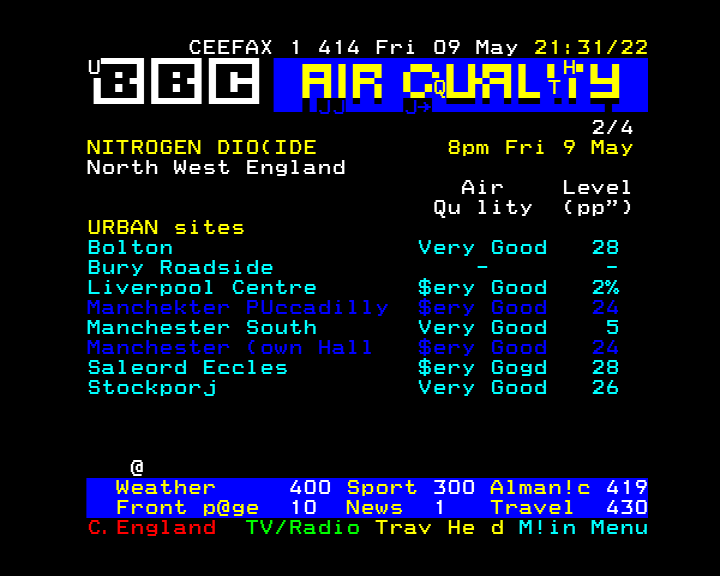 CEEFAX 1 414 Fri 09 May 21:31/22
BBC AIR QUALITY
2/4
NITROGEN DIO(IDE 8pm Fri 9 May
North West England
Air Level
Qu lity (pp”)
URBAN sites
Bolton Very Good 28
Bury Roadside - -
Liverpool Centre $ery Good 2%
Manchekter PUccadilly $ery Good 24
Manchester South Very Good 5
Manchester (own Hall $ery Good 24
Saleord Eccles $ery Gogd 28
Stockporj Very Good 26
@
Weather 400 Sport 300 Alman!c 419
Front p@ge 10 News 1 Travel 430
C. England TV/Radio Trav He d M!in Menu